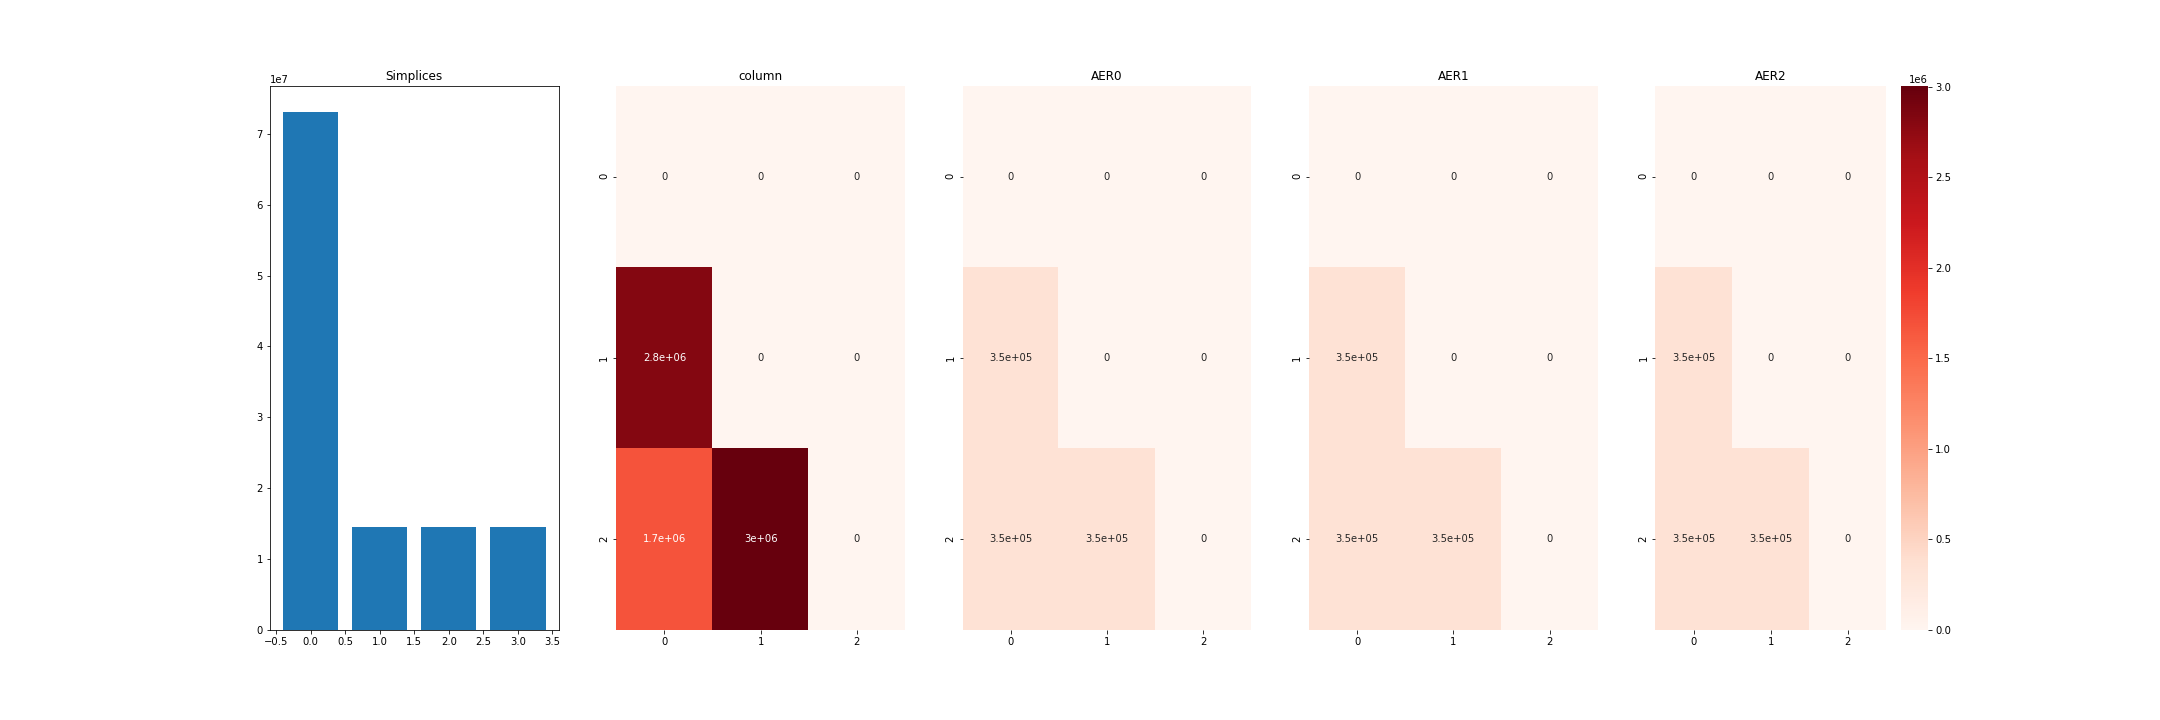 Simplices
1e7
7
6
5
4
3
2
1
0
−0.5 0.0 0.5 1.0 1.5 2.0 2.5 3.0 3.5
column
0 0 0 0
1 2.8e+06 0 0
2 1.7e+06 3e+06 0
0 1 2
AER0
0 0 0 0
1 3.5e+05 0 0
2 3.5e+05 3.5e+05 0
0 1 2
AER1
0 0 0 0
1 3.5e+05 0 0
2 3.5e+05 3.5e+05 0
0 1 2
AER2
0 0 0 0
1 3.5e+05 0 0
2 3.5e+05 3.5e+05 0
0 1 2
1e6
3.0
2.5
2.0
1.5
1.0
0.5
0.0